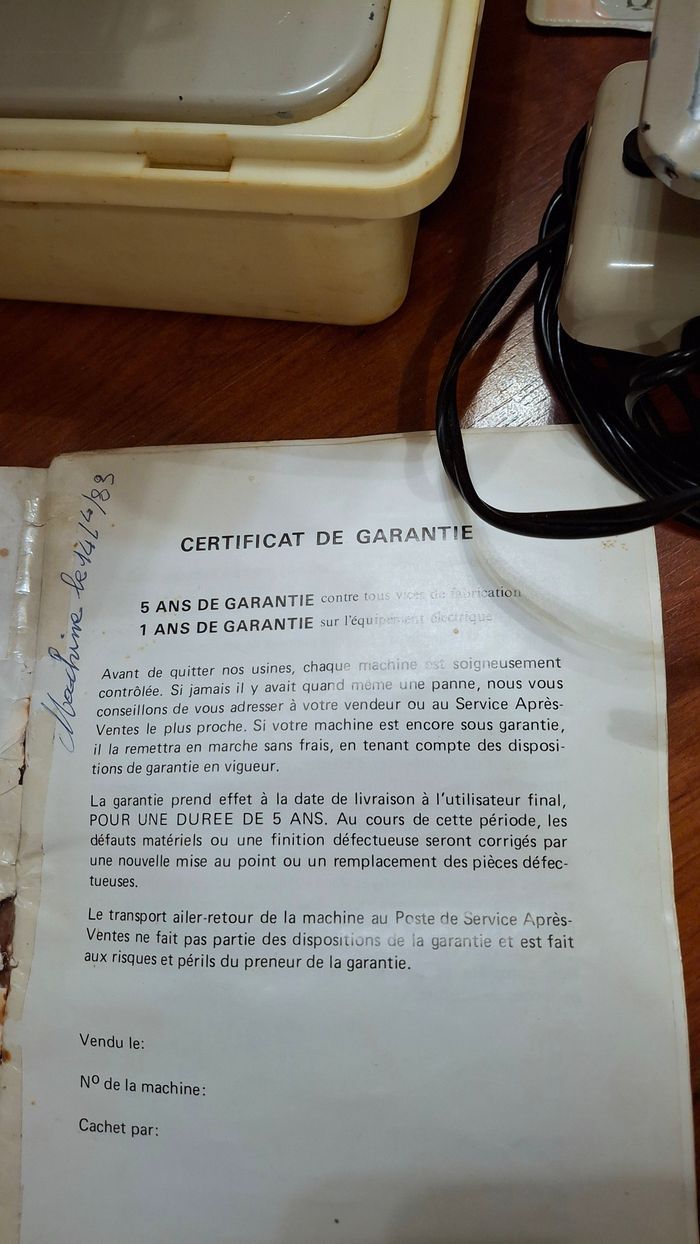 Machine le 14/4/83
CERTIFICAT DE GARANTIE
5 ANS DE GARANTIE contre tous vices de fabrication
1 ANS DE GARANTIE sur l'équipement électrique
Avant de quitter nos usines, chaque machine est soigneusement
contrôlée. Si jamais il y avait quand même une panne, nous vous
conseillons de vous adresser à votre vendeur ou au Service Après-
Ventes le plus proche. Si votre machine est encore sous garantie,
il la remettra en marche sans frais, en tenant compte des disposi-
tions de garantie en vigueur.
La garantie prend effet à la date de livraison à l'utilisateur final,
POUR UNE DUREE DE 5 ANS. Au cours de cette période, les
défauts matériels ou une finition défectueuse seront corrigés par
une nouvelle mise au point ou un remplacement des pièces défec-
tueuses.
Le transport ailer-retour de la machine au Poste de Service Après-
Ventes ne fait pas partie des dispositions de la garantie et est fait
aux risques et périls du preneur de la garantie.
Vendu le:
Nº de la machine:
Cachet par: